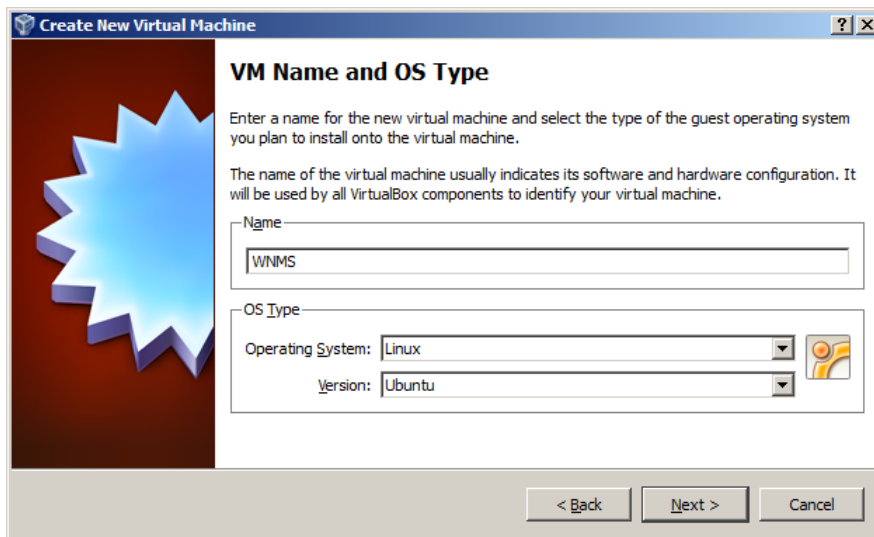 Create New Virtual Machine
VM Name and OS Type
Enter a name for the new virtual machine and select the type of the guest operating system
you plan to install onto the virtual machine.
The name of the virtual machine usually indicates its software and hardware configuration. It
will be used by all VirtualBox components to identify your virtual machine.
Name
WNMS
OS Type
Operating System: Linux
Version: Ubuntu
< Back Next > Cancel